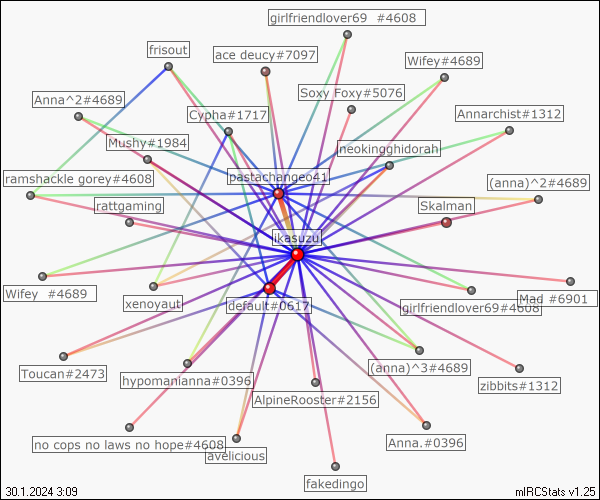 girlfriendlover69 #4608
frisout
ace deucy#7097
Wifey#4689
Soxy Foxy#5076
Anna^2#4689
Cypha#1717
Annarchist#1312
Mushy#1984
neokingghidorah
ramshackle gorey#4608
pastachangeo41
(anna)^2#4689
rattgaming
Skalman
ikasuzu
Wifey #4689
xenoyaut
default#0617
girlfriendlover69#4608
Mad #6901
Toucan#2473
hypomanianna#0396
(anna)^3#4689
AlpineRooster#2156
zibbits#1312
no cops no laws no hope#4608
avelicious
Anna.#0396
fakedingo
30.1.2024 3:09
mIRCStats v1.25